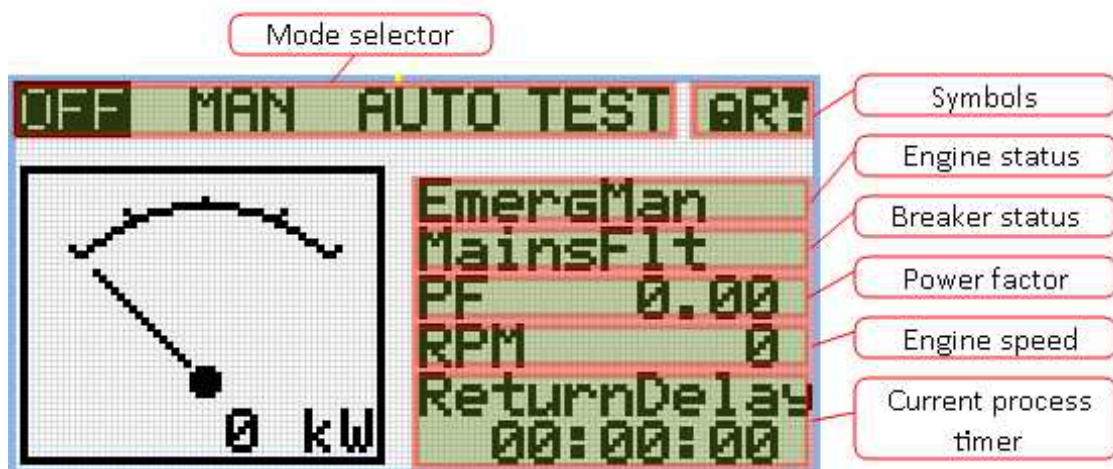 Mode selector
OFF MAN AUTO TEST R!
Symbols
EmergMan
Engine status
MainsFlt
Breaker status
PF 0.00
Power factor
RPM 0
Engine speed
ReturnDelay
00:00:00
Current process
timer
0 kW